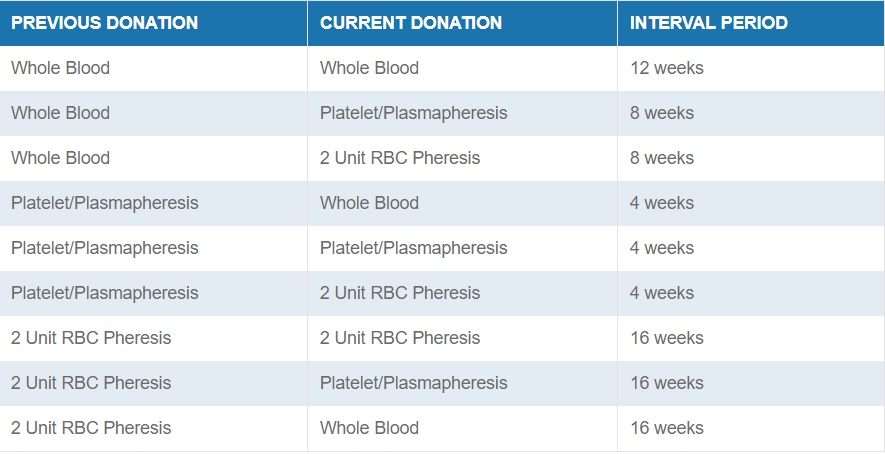 PREVIOUS DONATION CURRENT DONATION INTERVAL PERIOD
Whole Blood Whole Blood 12 weeks
Whole Blood Platelet/Plasmapheresis 8 weeks
Whole Blood 2 Unit RBC Pheresis 8 weeks
Platelet/Plasmapheresis Whole Blood 4 weeks
Platelet/Plasmapheresis Platelet/Plasmapheresis 4 weeks
Platelet/Plasmapheresis 2 Unit RBC Pheresis 4 weeks
2 Unit RBC Pheresis 2 Unit RBC Pheresis 16 weeks
2 Unit RBC Pheresis Platelet/Plasmapheresis 16 weeks
2 Unit RBC Pheresis Whole Blood 16 weeks